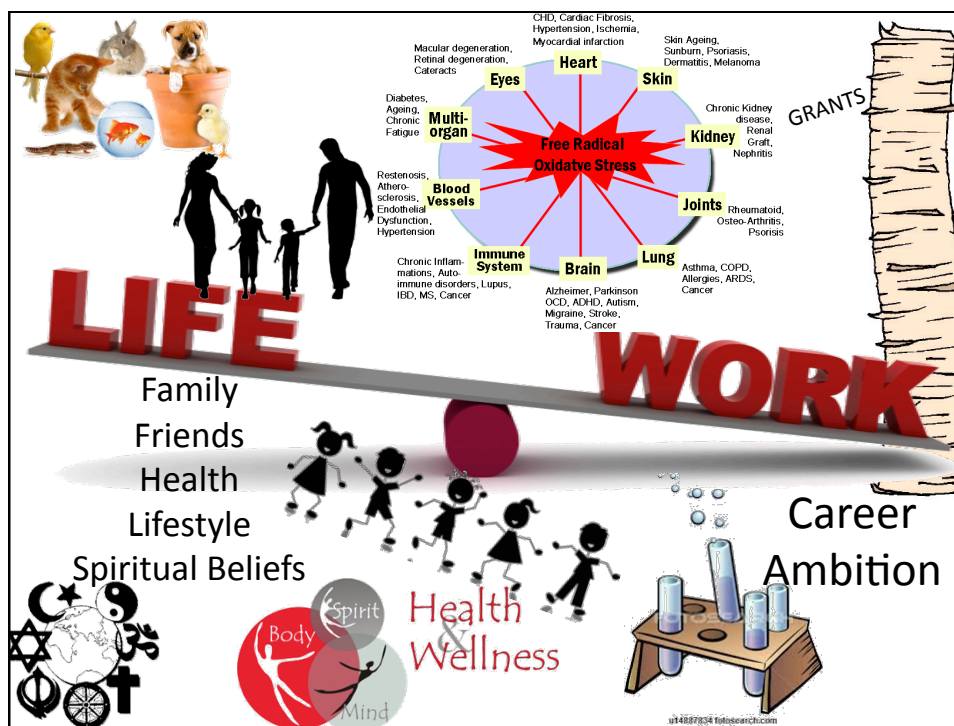 CHD, Cardiac Fibrosis,
Hypertension, Ischemia,
Myocardial infarction
Heart
Skin Ageing,
Sunburn, Psoriasis,
Dermatitis, Melanoma
Skin
Macular degeneration,
Retinal degeneration,
Cateracts
Eyes
GRANTS
Diabetes,
Ageing,
Chronic
Fatigue
Multi-
organ
Free Radical
Oxidatve Stress
Kidney
Chronic Kidney
disease,
Renal
Graft,
Nephritis
Restenosis,
Athero-
sclerosis,
Endothelial
Dysfunction,
Hypertension
Blood
Vessels
Joints
Rheumatoid,
Osteo-Arthritis,
Psorisis
Chronic Inflam-
mations, Auto-
immune disorders, Lupus,
IBD, MS, Cancer
Immune
System
Brain
Alzheimer, Parkinson
OCD, ADHD, Autism,
Migraine, Stroke,
Trauma, Cancer
Lung
Asthma, COPD,
Allergies, ARDS,
Cancer
LIFE
WORK
Family
Friends
Health
Lifestyle
Spiritual Beliefs
Career
Ambition
Body
Spirit
Mind
Health
&
Wellness
ॐ
FOTOSEARCH
u14887834 fotosearch.com